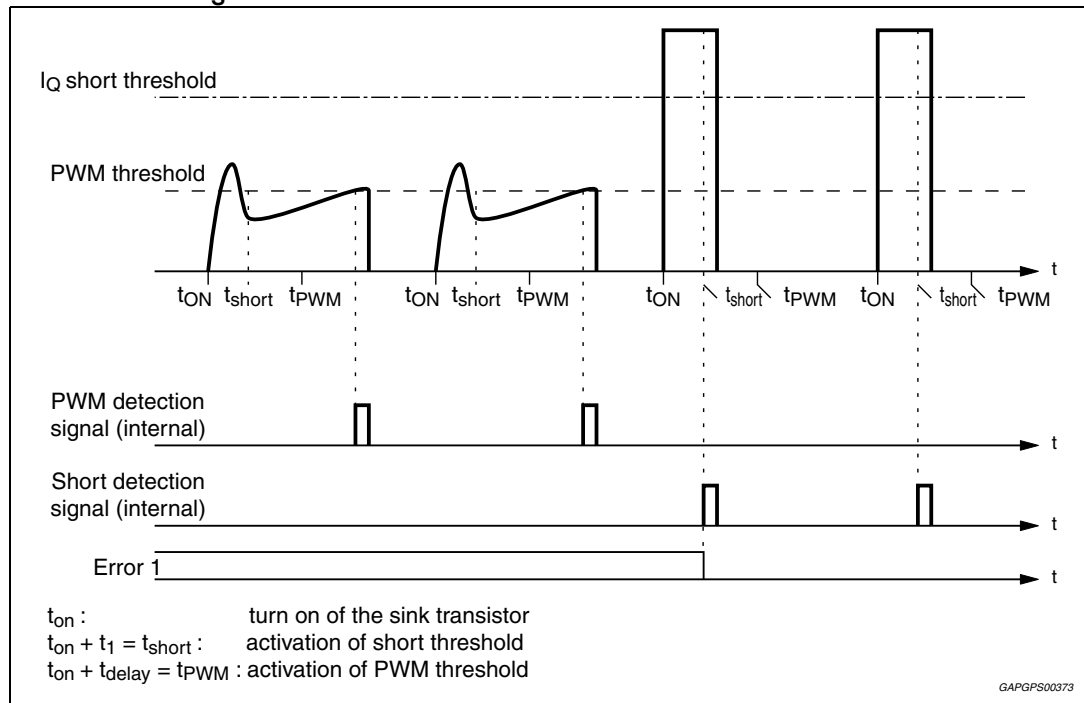 I_Q short threshold
PWM threshold
t
t_ON t_short t_PWM t_ON t_short t_PWM t_ON t_short t_PWM t_ON t_short t_PWM
PWM detection
signal (internal)
t
Short detection
signal (internal)
t
Error 1
t
t_on : turn on of the sink transistor
t_on + t_1 = t_short : activation of short threshold
t_on + t_delay = t_PWM : activation of PWM threshold
GAPGPS00373